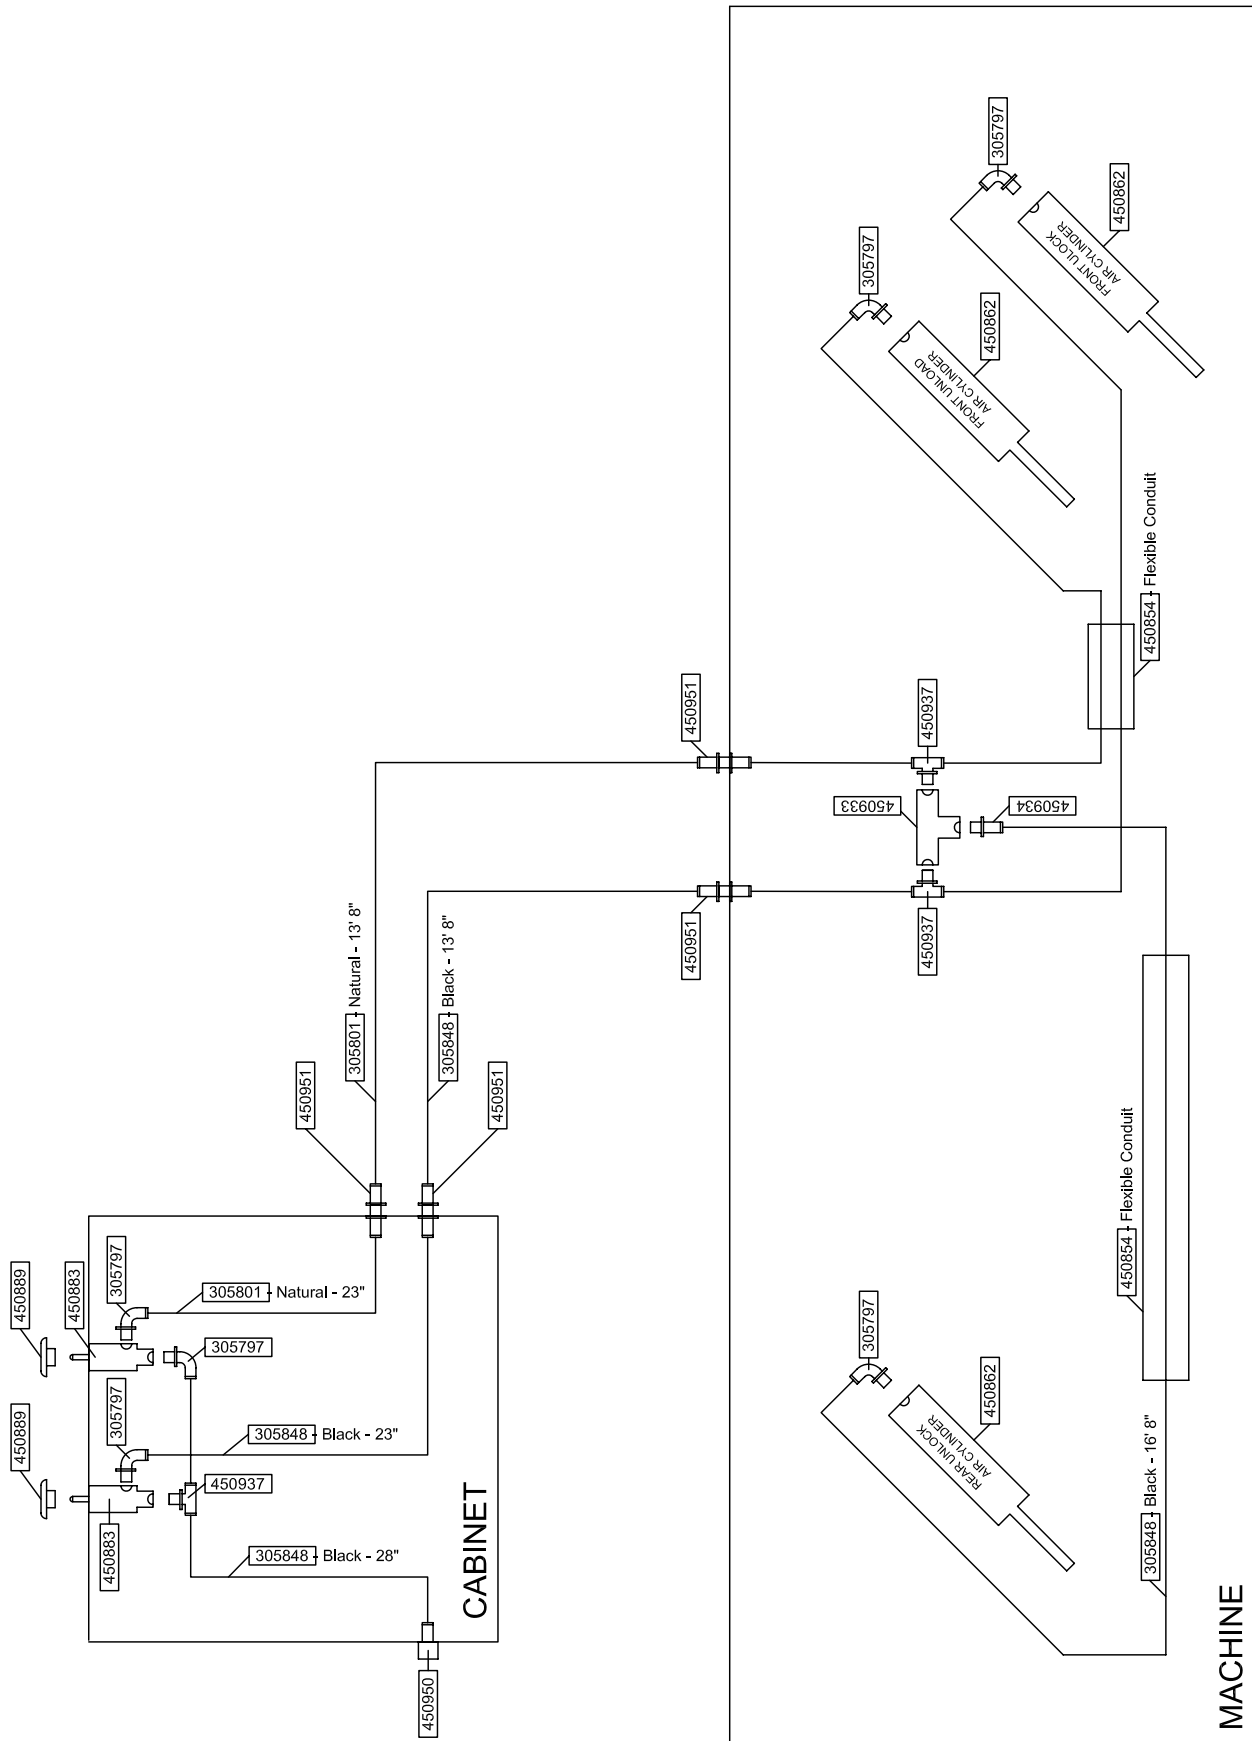 450889
450883
305797
305801 - Natural - 23"
305797
450889
450883
305797
305848 - Black - 23"
450937
305848 - Black - 28"
450950
CABINET
450951
450951
305801 - Natural - 13' 8"
305848 - Black - 13' 8"
450951
450951
450933
450937
450937
450934
305797
FRONT UNLOAD
AIR CYLINDER
450862
305797
FRONT ULOCK
AIR CYLINDER
450862
450854 - Flexible Conduit
450854 - Flexible Conduit
305797
REAR UNLOCK
AIR CYLINDER
450862
305848 - Black - 16' 8"
MACHINE